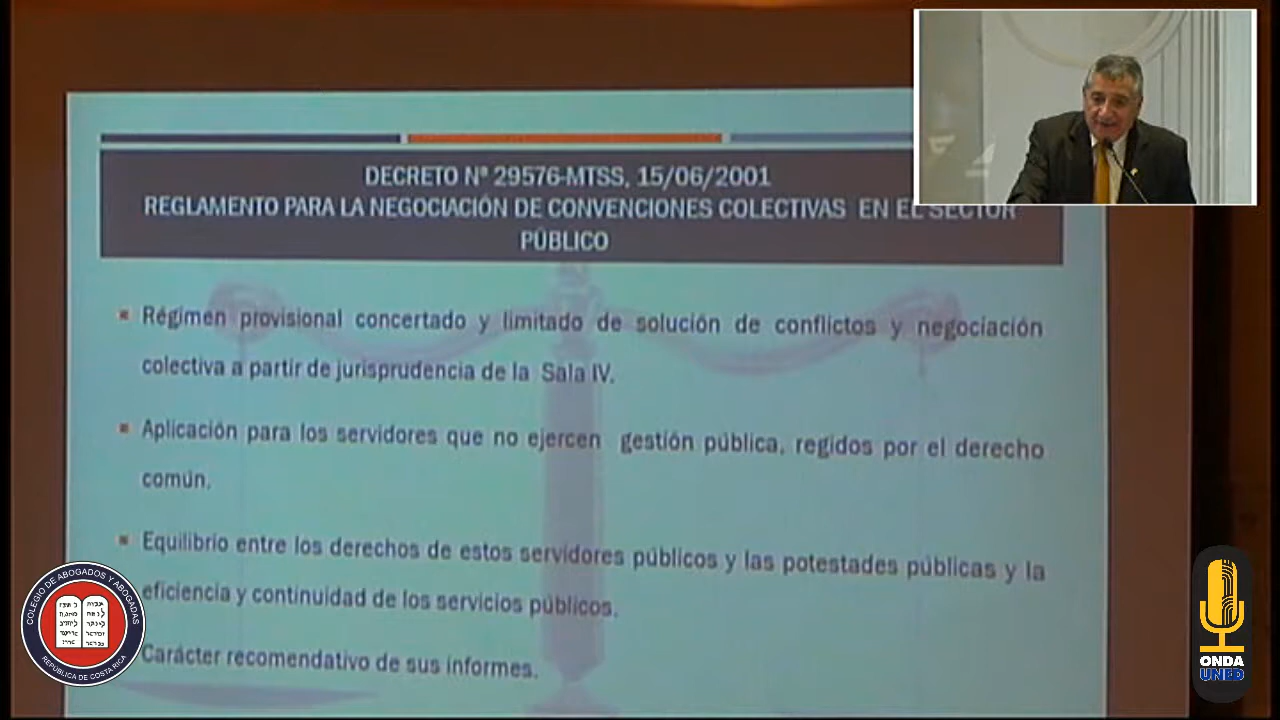 DECRETO Nº 29576-MTSS, 15/06/2001
REGLAMENTO PARA LA NEGOCIACIÓN DE CONVENCIONES COLECTIVAS EN EL SECTOR
PÚBLICO
Régimen provisional concertado y limitado de solución de conflictos y negociación
colectiva a partir de jurisprudencia de la Sala IV.
Aplicación para los servidores que no ejercen gestión pública, regidos por el derecho
común.
Equilibrio entre los derechos de estos servidores públicos y las potestades públicas y la
eficiencia y continuidad de los servicios públicos.
Carácter recomendativo de sus informes.
COLEGIO DE ABOGADOS Y ABOGADAS
REPÚBLICA DE COSTA RICA
ONDA
UNED